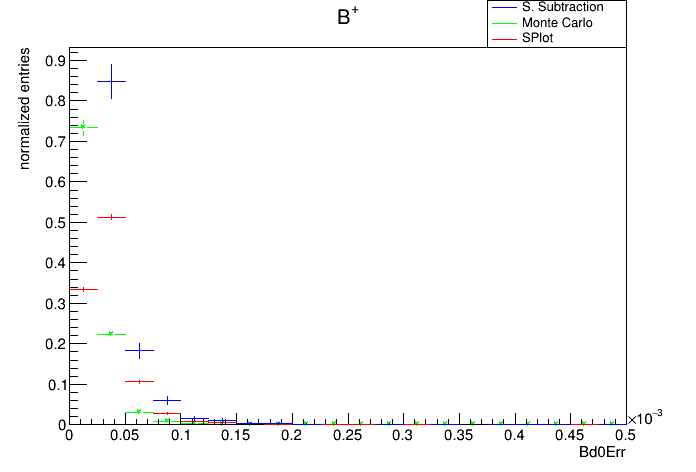 B+
S. Subtraction
Monte Carlo
SPlot
normalized entries
0.9
0.8
0.7
0.6
0.5
0.4
0.3
0.2
0.1
0
0 0.05 0.1 0.15 0.2 0.25 0.3 0.35 0.4 0.45 0.5
×10⁻³
Bd0Err